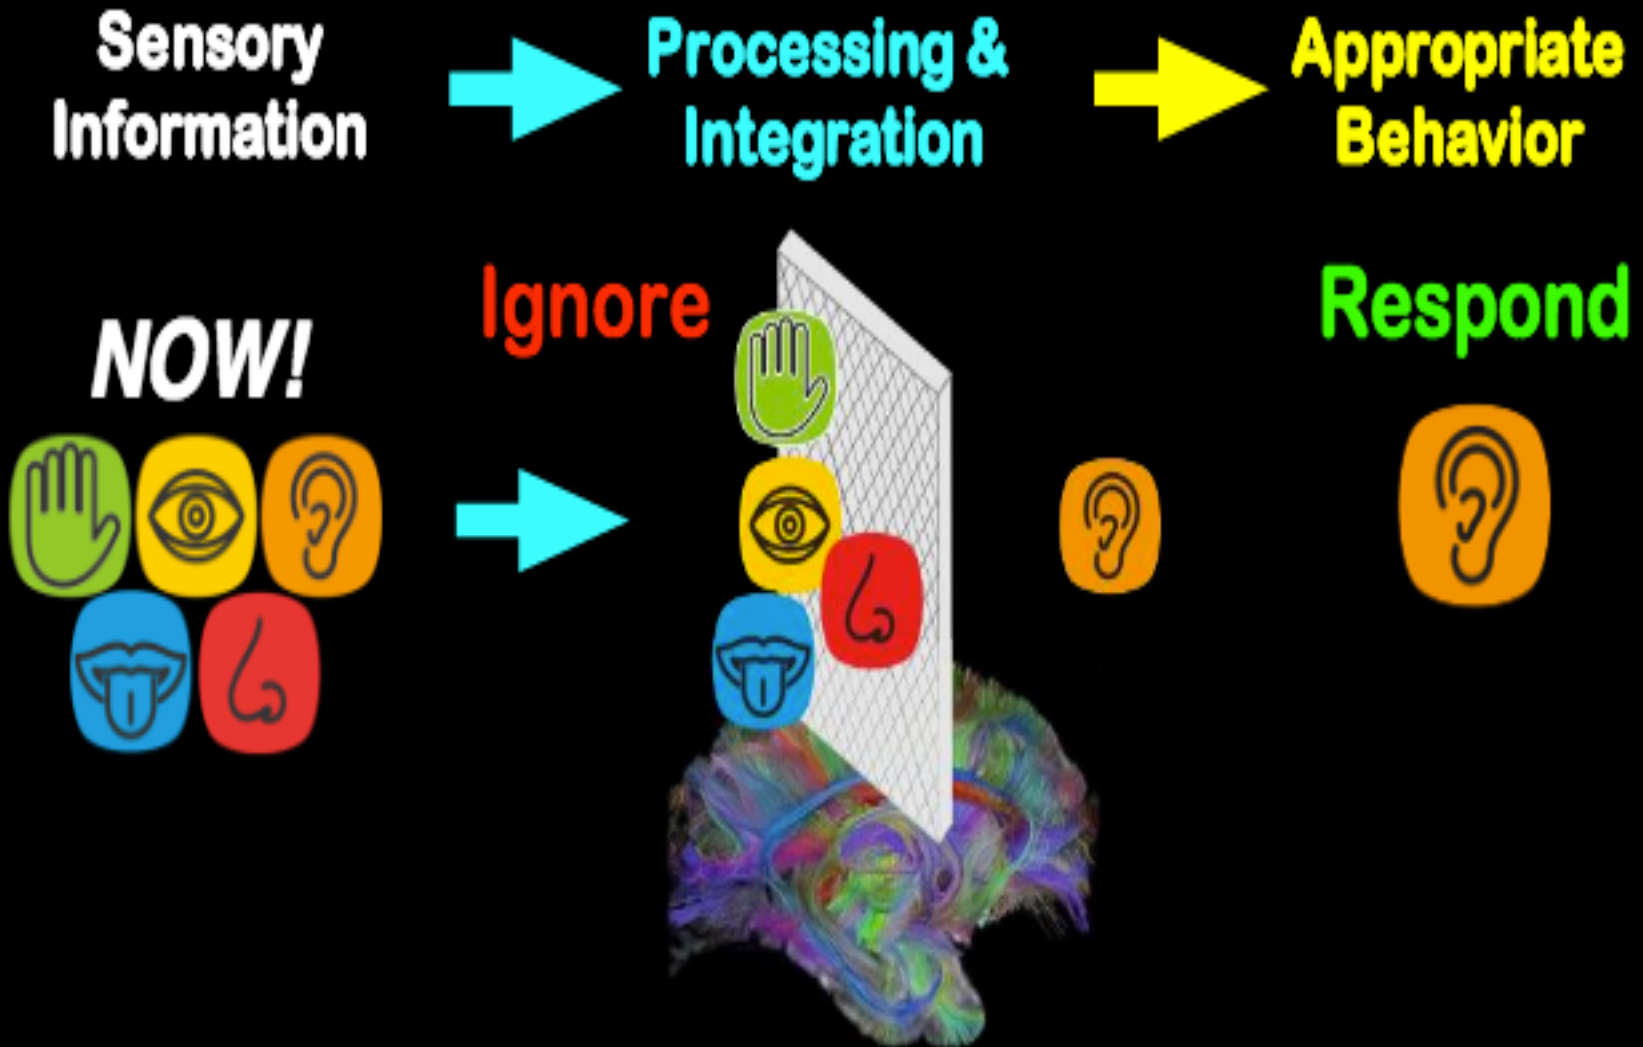 Sensory
Information
Processing &
Integration
Appropriate
Behavior
Ignore
Respond
NOW!